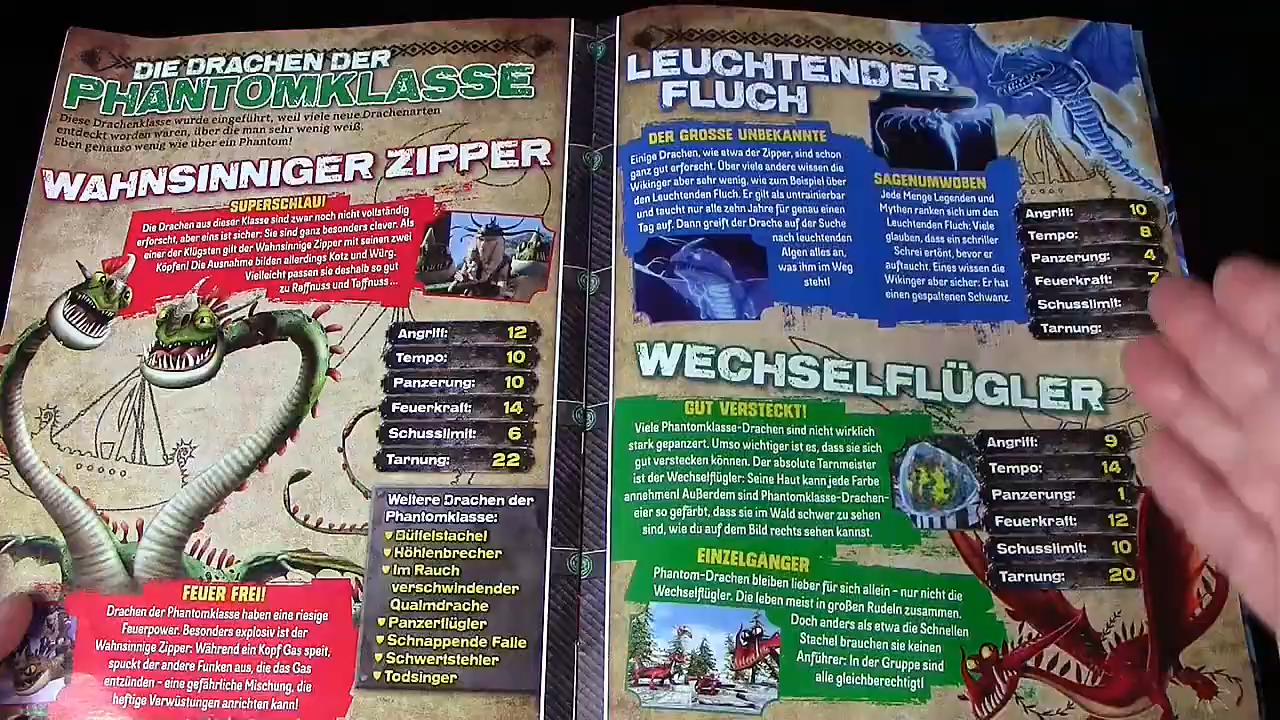 DIE DRACHEN DER
PHANTOMKLASSE
Diese Drachenklasse wurde eingeführt, weil viele neue Drachenarten
entdeckt worden waren, über die man sehr wenig weiß.
Eben genauso wenig wie über ein Phantom!
WAHNSINNIGER ZIPPER
SUPERSCHLAU!
Die Drachen aus dieser Klasse sind zwar noch nicht vollständig
erforscht, aber eins ist sicher: Sie sind ganz besonders clever. Als
einer der Klügsten gilt der Wahnsinnige Zipper mit seinen zwei
Köpfen! Die Ausnahme bilden allerdings Kotz und Würg.
Vielleicht passen sie deshalb so gut
zu Raffnuss und Taffnuss ...
Angriff: 12
Tempo: 10
Panzerung: 10
Feuerkraft: 14
Schusslimit: 6
Tarnung: 22
Weitere Drachen der
Phantomklasse:
Büffelstachel
Höhlenbrecher
Im Rauch
verschwindender
Qualmdrache
Panzerflügler
Schnappende Falle
Schwertstehler
Todsinger
FEUER FREI!
Drachen der Phantomklasse haben eine riesige
Feuerpower. Besonders explosiv ist der
Wahnsinnige Zipper: Während ein Kopf Gas speit,
spuckt der andere Funken aus, die das Gas
entzünden – eine gefährliche Mischung, die
heftige Verwüstungen anrichten kann!
LEUCHTENDER
FLUCH
DER GROSSE UNBEKANNTE
Einige Drachen, wie etwa der Zipper, sind schon
ganz gut erforscht. Über viele andere wissen die
Wikinger aber sehr wenig, wie zum Beispiel über
den Leuchtenden Fluch. Er gilt als untrainierbar
und taucht nur alle zehn Jahre für genau einen
Tag auf. Dann greift der Drache auf der Suche
nach leuchtenden
Algen alles an,
was ihm im Weg
steht!
SAGENUMWOBEN
Jede Menge Legenden und
Mythen ranken sich um den
Leuchtenden Fluch: Viele
glauben, dass ein schriller
Schrei ertönt, bevor er
auftaucht. Eines wissen die
Wikinger aber sicher: Er hat
einen gespaltenen Schwanz.
Angriff: 10
Tempo: 8
Panzerung: 4
Feuerkraft: 7
Schusslimit:
Tarnung:
WECHSELFLÜGLER
GUT VERSTECKT!
Viele Phantomklasse-Drachen sind nicht wirklich
stark gepanzert. Umso wichtiger ist es, dass sie sich
gut verstecken können. Der absolute Tarnmeister
ist der Wechselflügler: Seine Haut kann jede Farbe
annehmen! Außerdem sind Phantomklasse-Drachen-
eier so gefärbt, dass sie im Wald schwer zu sehen
sind, wie du auf dem Bild rechts sehen kannst.
Angriff: 9
Tempo: 14
Panzerung: 1
Feuerkraft: 12
Schusslimit: 10
Tarnung: 20
EINZELGÄNGER
Phantom-Drachen bleiben lieber für sich allein – nur nicht die
Wechselflügler. Die leben meist in großen Rudeln zusammen.
Doch anders als etwa die Schnellen
Stachel brauchen sie keinen
Anführer: In der Gruppe sind
alle gleichberechtigt!